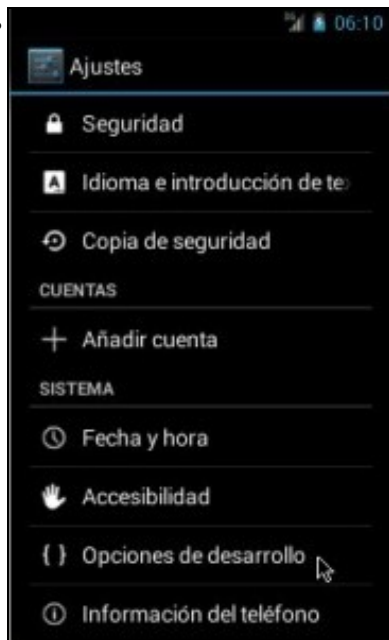 06:10
Ajustes
Seguridad
Idioma e introducción de te
Copia de seguridad
CUENTAS
Añadir cuenta
SISTEMA
Fecha y hora
Accesibilidad
{ } Opciones de desarrollo
Información del teléfono